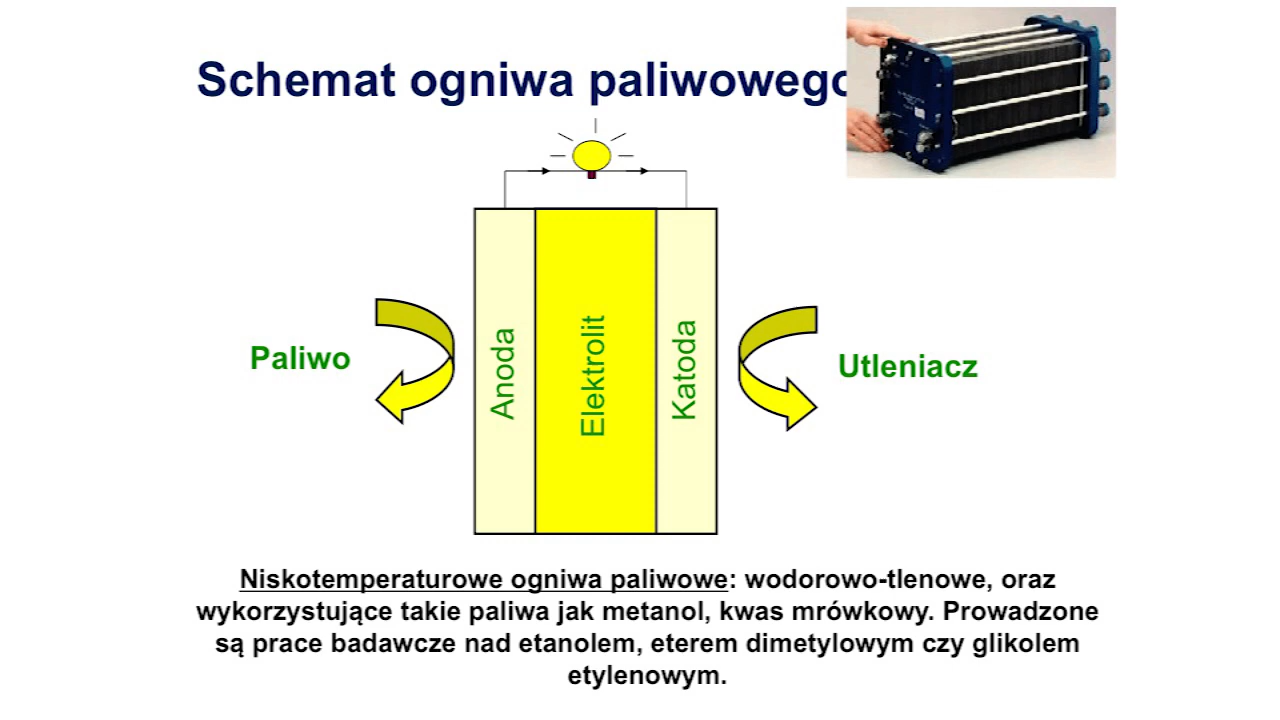 Schemat ogniwa paliwowego
Paliwo
Anoda
Elektrolit
Katoda
Utleniacz
Niskotemperaturowe ogniwa paliwowe: wodorowo-tlenowe, oraz
wykorzystujące takie paliwa jak metanol, kwas mrówkowy. Prowadzone
są prace badawcze nad etanolem, eterem dimetylowym czy glikolem
etylenowym.